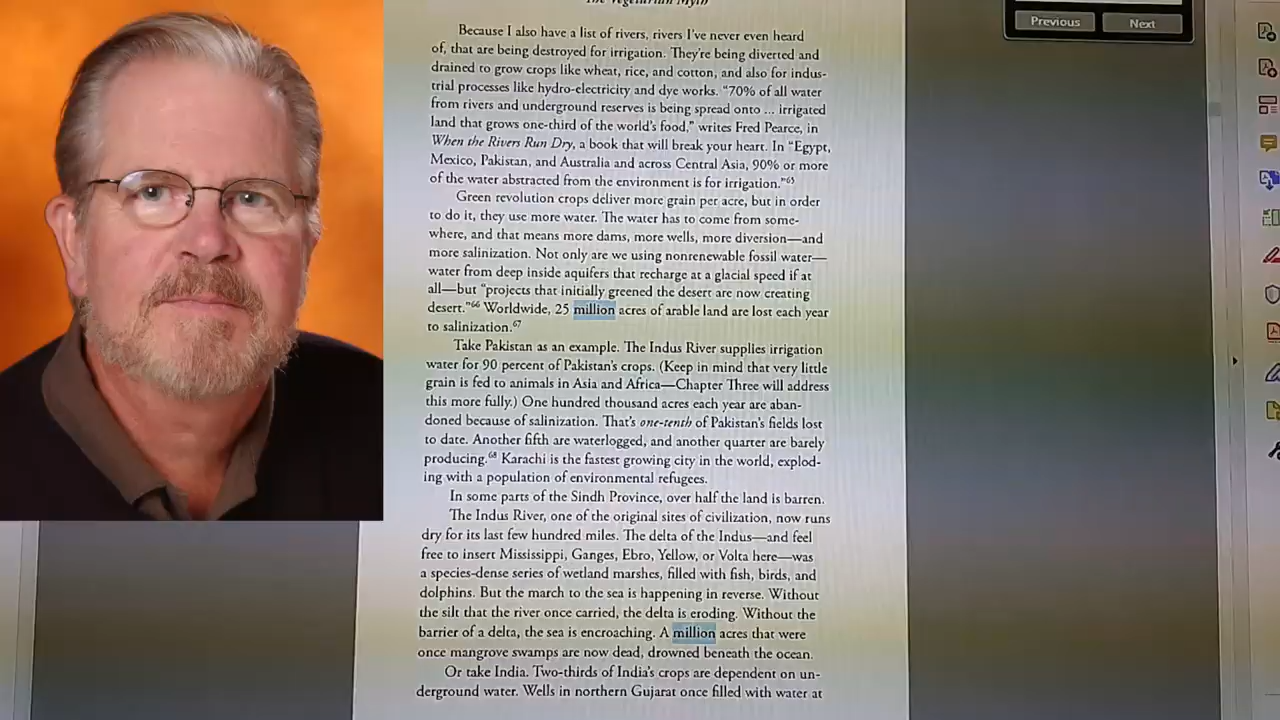 The Vegetarian Myth
Previous
Next
Because I also have a list of rivers, rivers I've never even heard
of, that are being destroyed for irrigation. They're being diverted and
drained to grow crops like wheat, rice, and cotton, and also for indus-
trial processes like hydro-electricity and dye works. “70% of all water
from rivers and underground reserves is being spread onto ... irrigated
land that grows one-third of the world's food,” writes Fred Pearce, in
When the Rivers Run Dry, a book that will break your heart. In “Egypt,
Mexico, Pakistan, and Australia and across Central Asia, 90% or more
of the water abstracted from the environment is for irrigation.”65
Green revolution crops deliver more grain per acre, but in order
to do it, they use more water. The water has to come from some-
where, and that means more dams, more wells, more diversion—and
more salinization. Not only are we using nonrenewable fossil water—
water from deep inside aquifers that recharge at a glacial speed if at
all—but “projects that initially greened the desert are now creating
desert.”66 Worldwide, 25 million acres of arable land are lost each year
to salinization.67
Take Pakistan as an example. The Indus River supplies irrigation
water for 90 percent of Pakistan's crops. (Keep in mind that very little
grain is fed to animals in Asia and Africa—Chapter Three will address
this more fully.) One hundred thousand acres each year are aban-
doned because of salinization. That's one-tenth of Pakistan's fields lost
to date. Another fifth are waterlogged, and another quarter are barely
producing.68 Karachi is the fastest growing city in the world, explod-
ing with a population of environmental refugees.
In some parts of the Sindh Province, over half the land is barren.
The Indus River, one of the original sites of civilization, now runs
dry for its last few hundred miles. The delta of the Indus—and feel
free to insert Mississippi, Ganges, Ebro, Yellow, or Volta here—was
a species-dense series of wetland marshes, filled with fish, birds, and
dolphins. But the march to the sea is happening in reverse. Without
the silt that the river once carried, the delta is eroding. Without the
barrier of a delta, the sea is encroaching. A million acres that were
once mangrove swamps are now dead, drowned beneath the ocean.
Or take India. Two-thirds of India's crops are dependent on un-
derground water. Wells in northern Gujarat once filled with water at